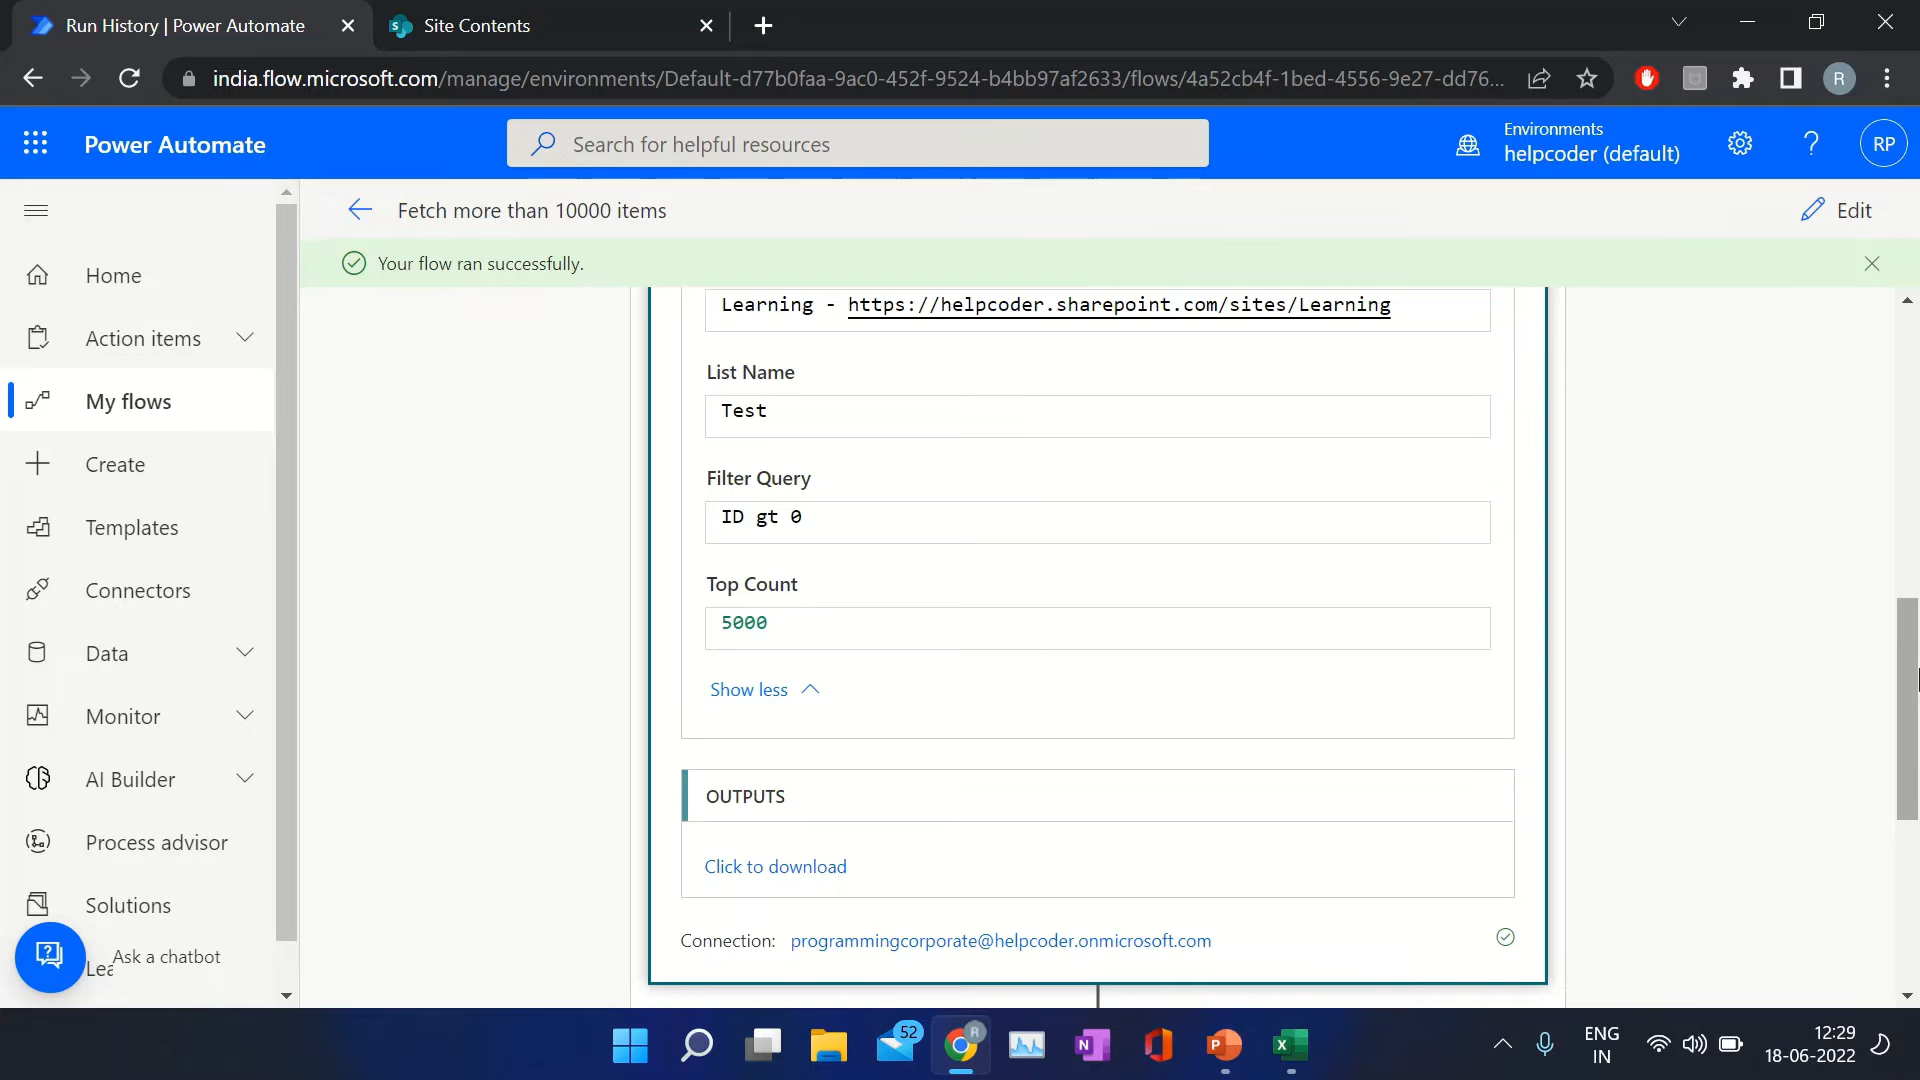 Run History | Power Automate
Site Contents
india.flow.microsoft.com/manage/environments/Default-d77b0faa-9ac0-452f-9524-b4bb97af2633/flows/4a52cb4f-1bed-4556-9e27-dd76...
R
Power Automate
Search for helpful resources
Environments
helpcoder (default)
RP
Fetch more than 10000 items
Edit
Your flow ran successfully.
Home
Action items
My flows
Create
Templates
Connectors
Data
Monitor
AI Builder
Process advisor
Solutions
Lea
Ask a chatbot
Learning - https://helpcoder.sharepoint.com/sites/Learning
List Name
Test
Filter Query
ID gt 0
Top Count
5000
Show less
OUTPUTS
Click to download
Connection: programmingcorporate@helpcoder.onmicrosoft.com
52
R
ENG
IN
12:29
18-06-2022